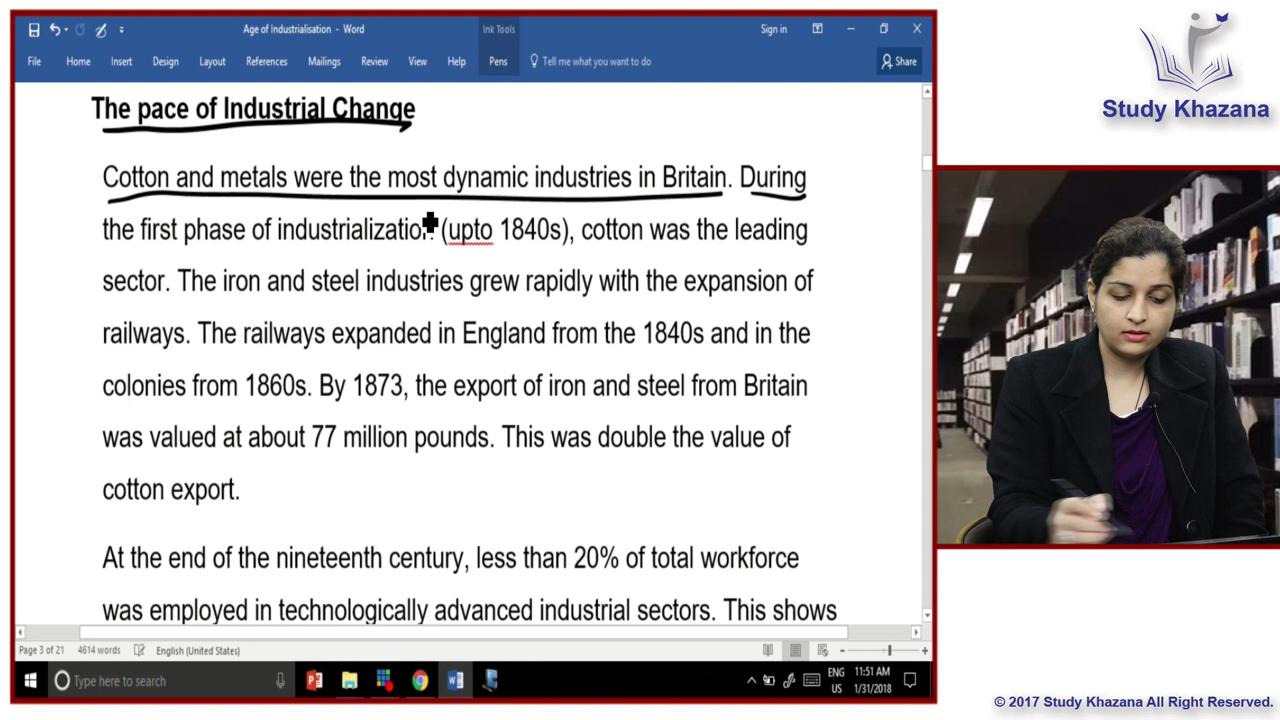 Age of Industrialisation - Word
Ink Tools
Sign in
File Home Insert Design Layout References Mailings Review View Help Pens Tell me what you want to do Share
The pace of Industrial Change
Cotton and metals were the most dynamic industries in Britain. During
the first phase of industrialization (upto 1840s), cotton was the leading
sector. The iron and steel industries grew rapidly with the expansion of
railways. The railways expanded in England from the 1840s and in the
colonies from 1860s. By 1873, the export of iron and steel from Britain
was valued at about 77 million pounds. This was double the value of
cotton export.
At the end of the nineteenth century, less than 20% of total workforce
was employed in technologically advanced industrial sectors. This shows
Page 3 of 21 4614 words English (United States)
Type here to search
ENG 11:51 AM
US 1/31/2018
Study Khazana
© 2017 Study Khazana All Right Reserved.